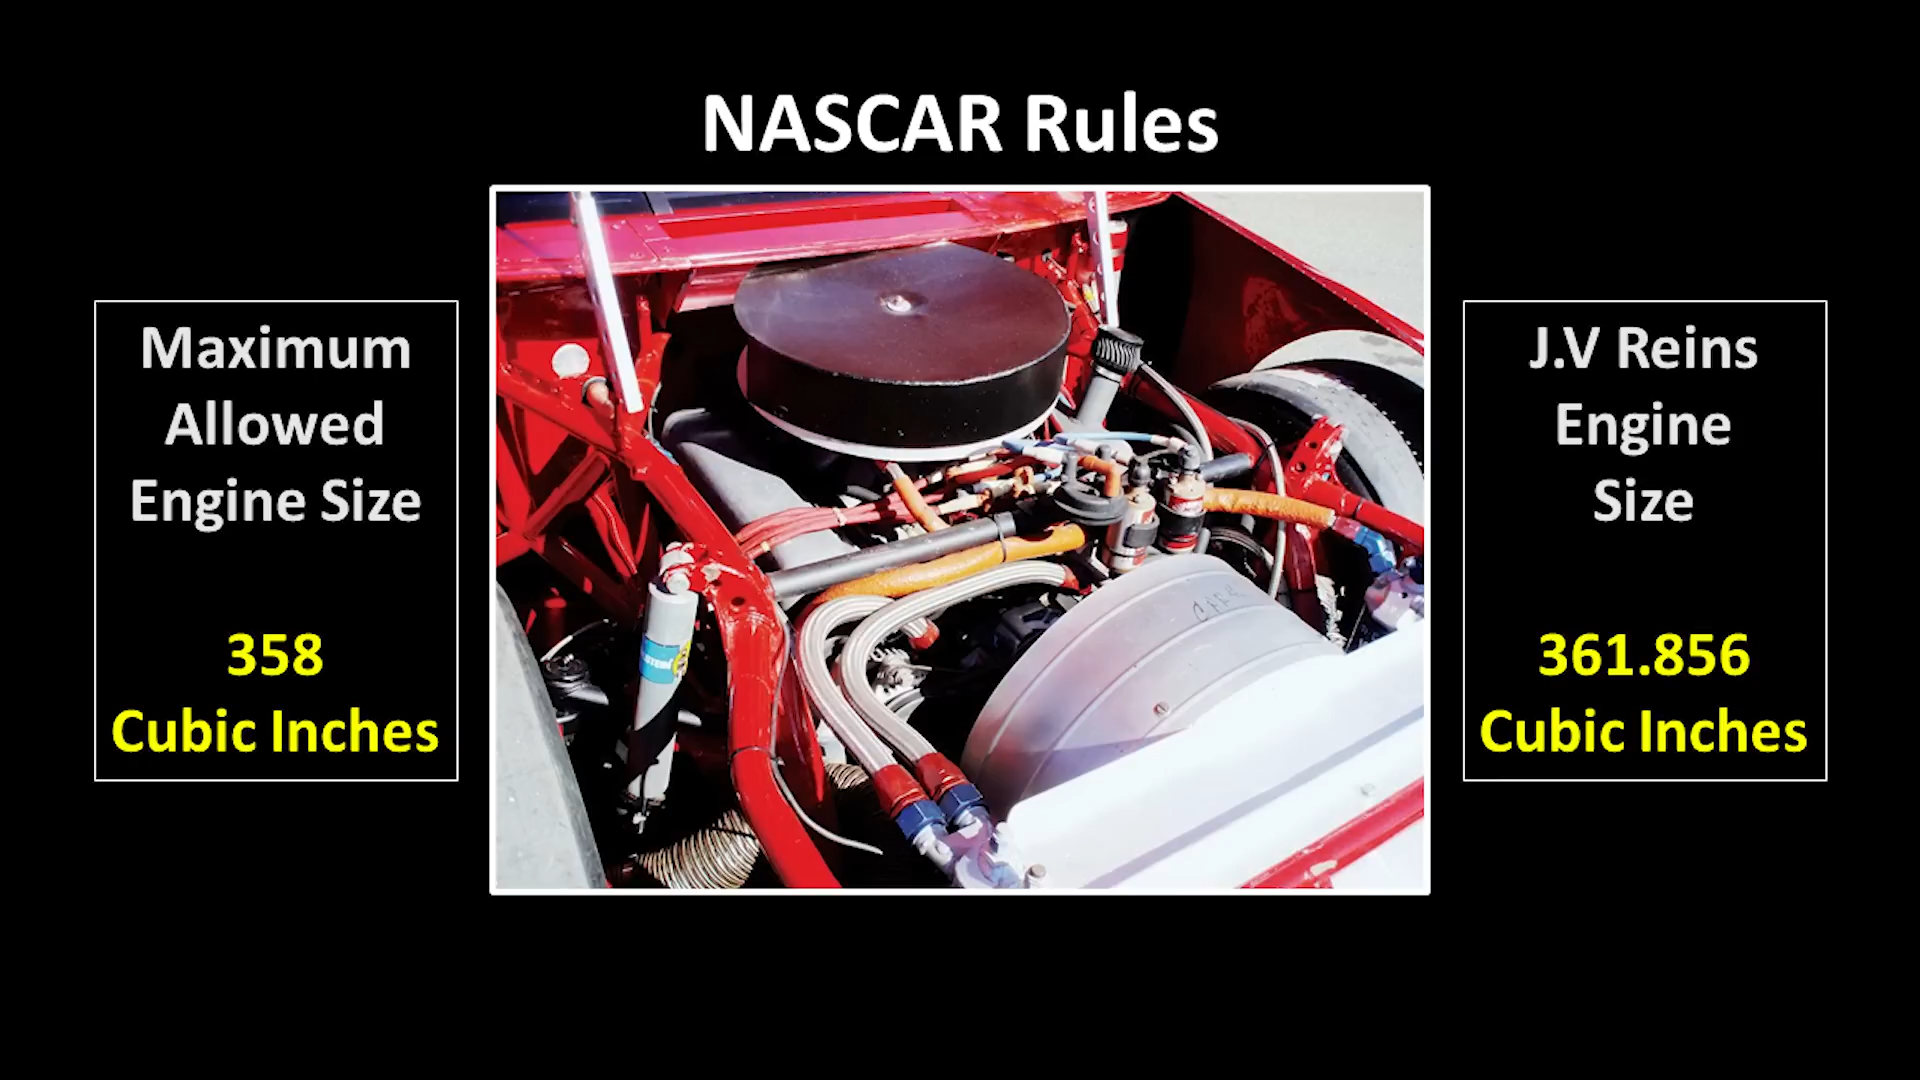 NASCAR Rules
Maximum
Allowed
Engine Size
358
Cubic Inches
J.V Reins
Engine
Size
361.856
Cubic Inches